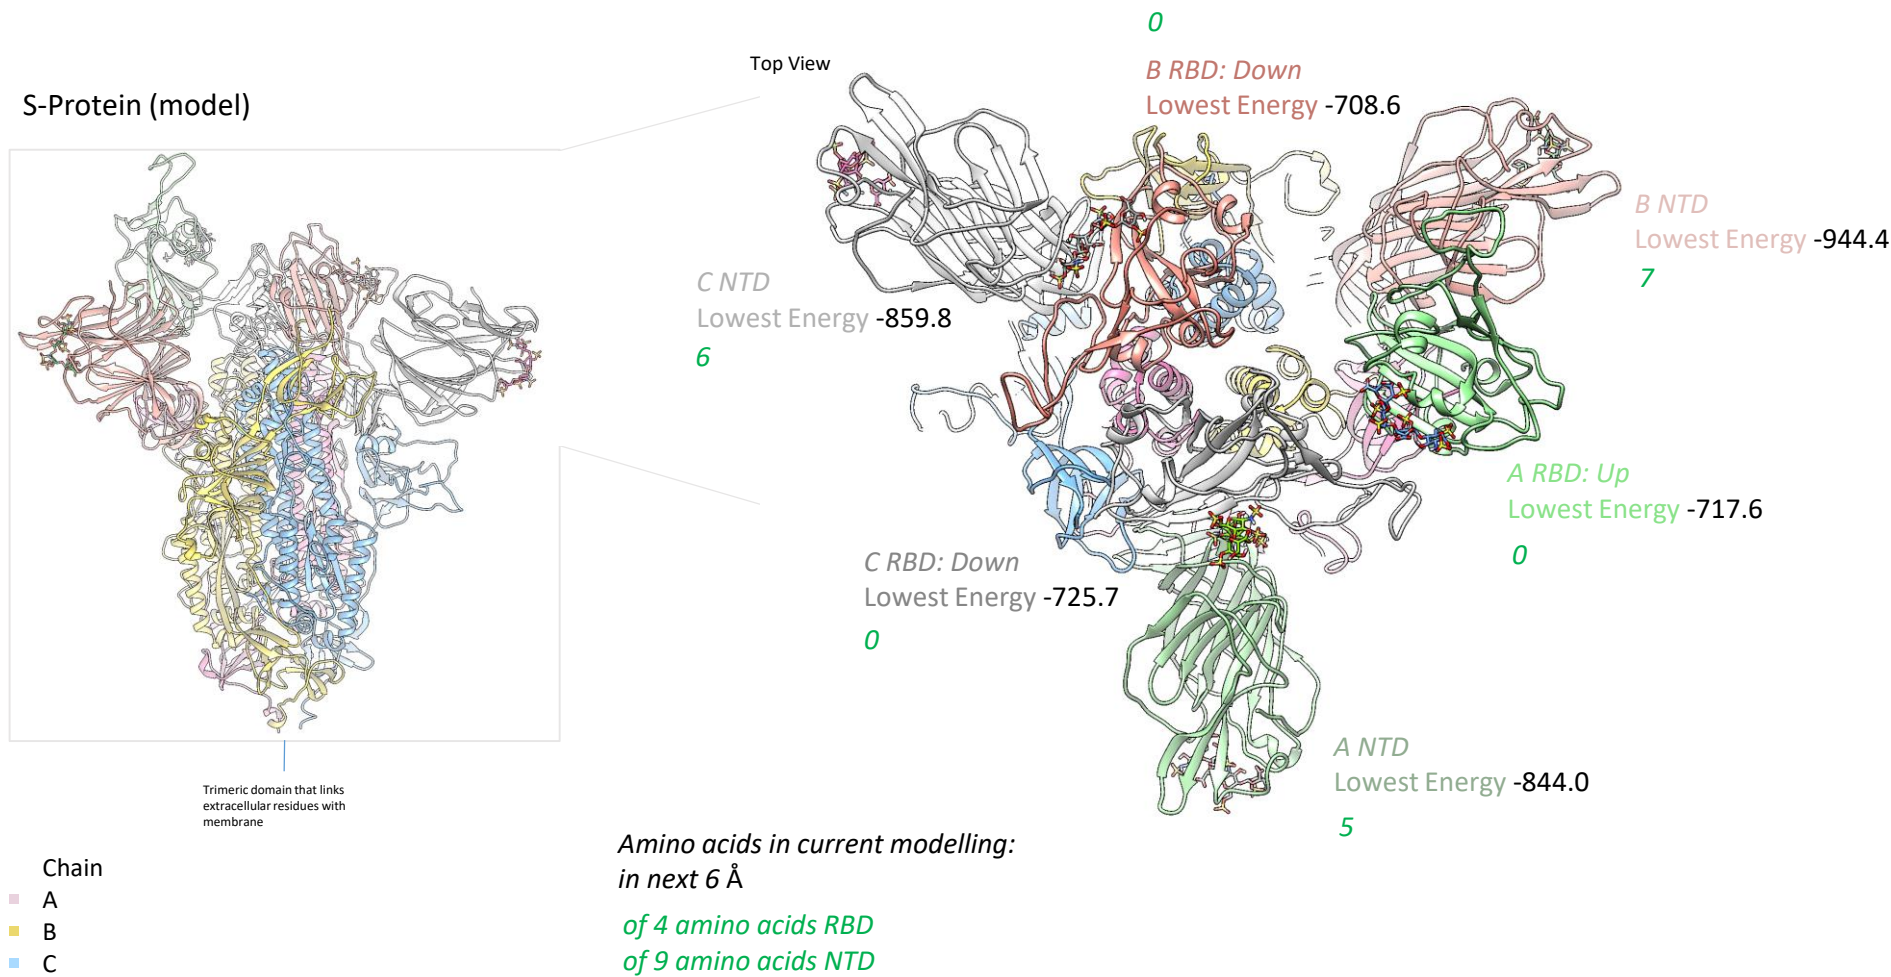 S-Protein (model)
Trimeric domain that links
extracellular residues with
membrane
Chain
A
B
C
Top View
0
B RBD: Down
Lowest Energy -708.6
B NTD
Lowest Energy -944.4
7
C NTD
Lowest Energy -859.8
6
A RBD: Up
Lowest Energy -717.6
0
C RBD: Down
Lowest Energy -725.7
0
A NTD
Lowest Energy -844.0
5
Amino acids in current modelling:
in next 6 Å
of 4 amino acids RBD
of 9 amino acids NTD